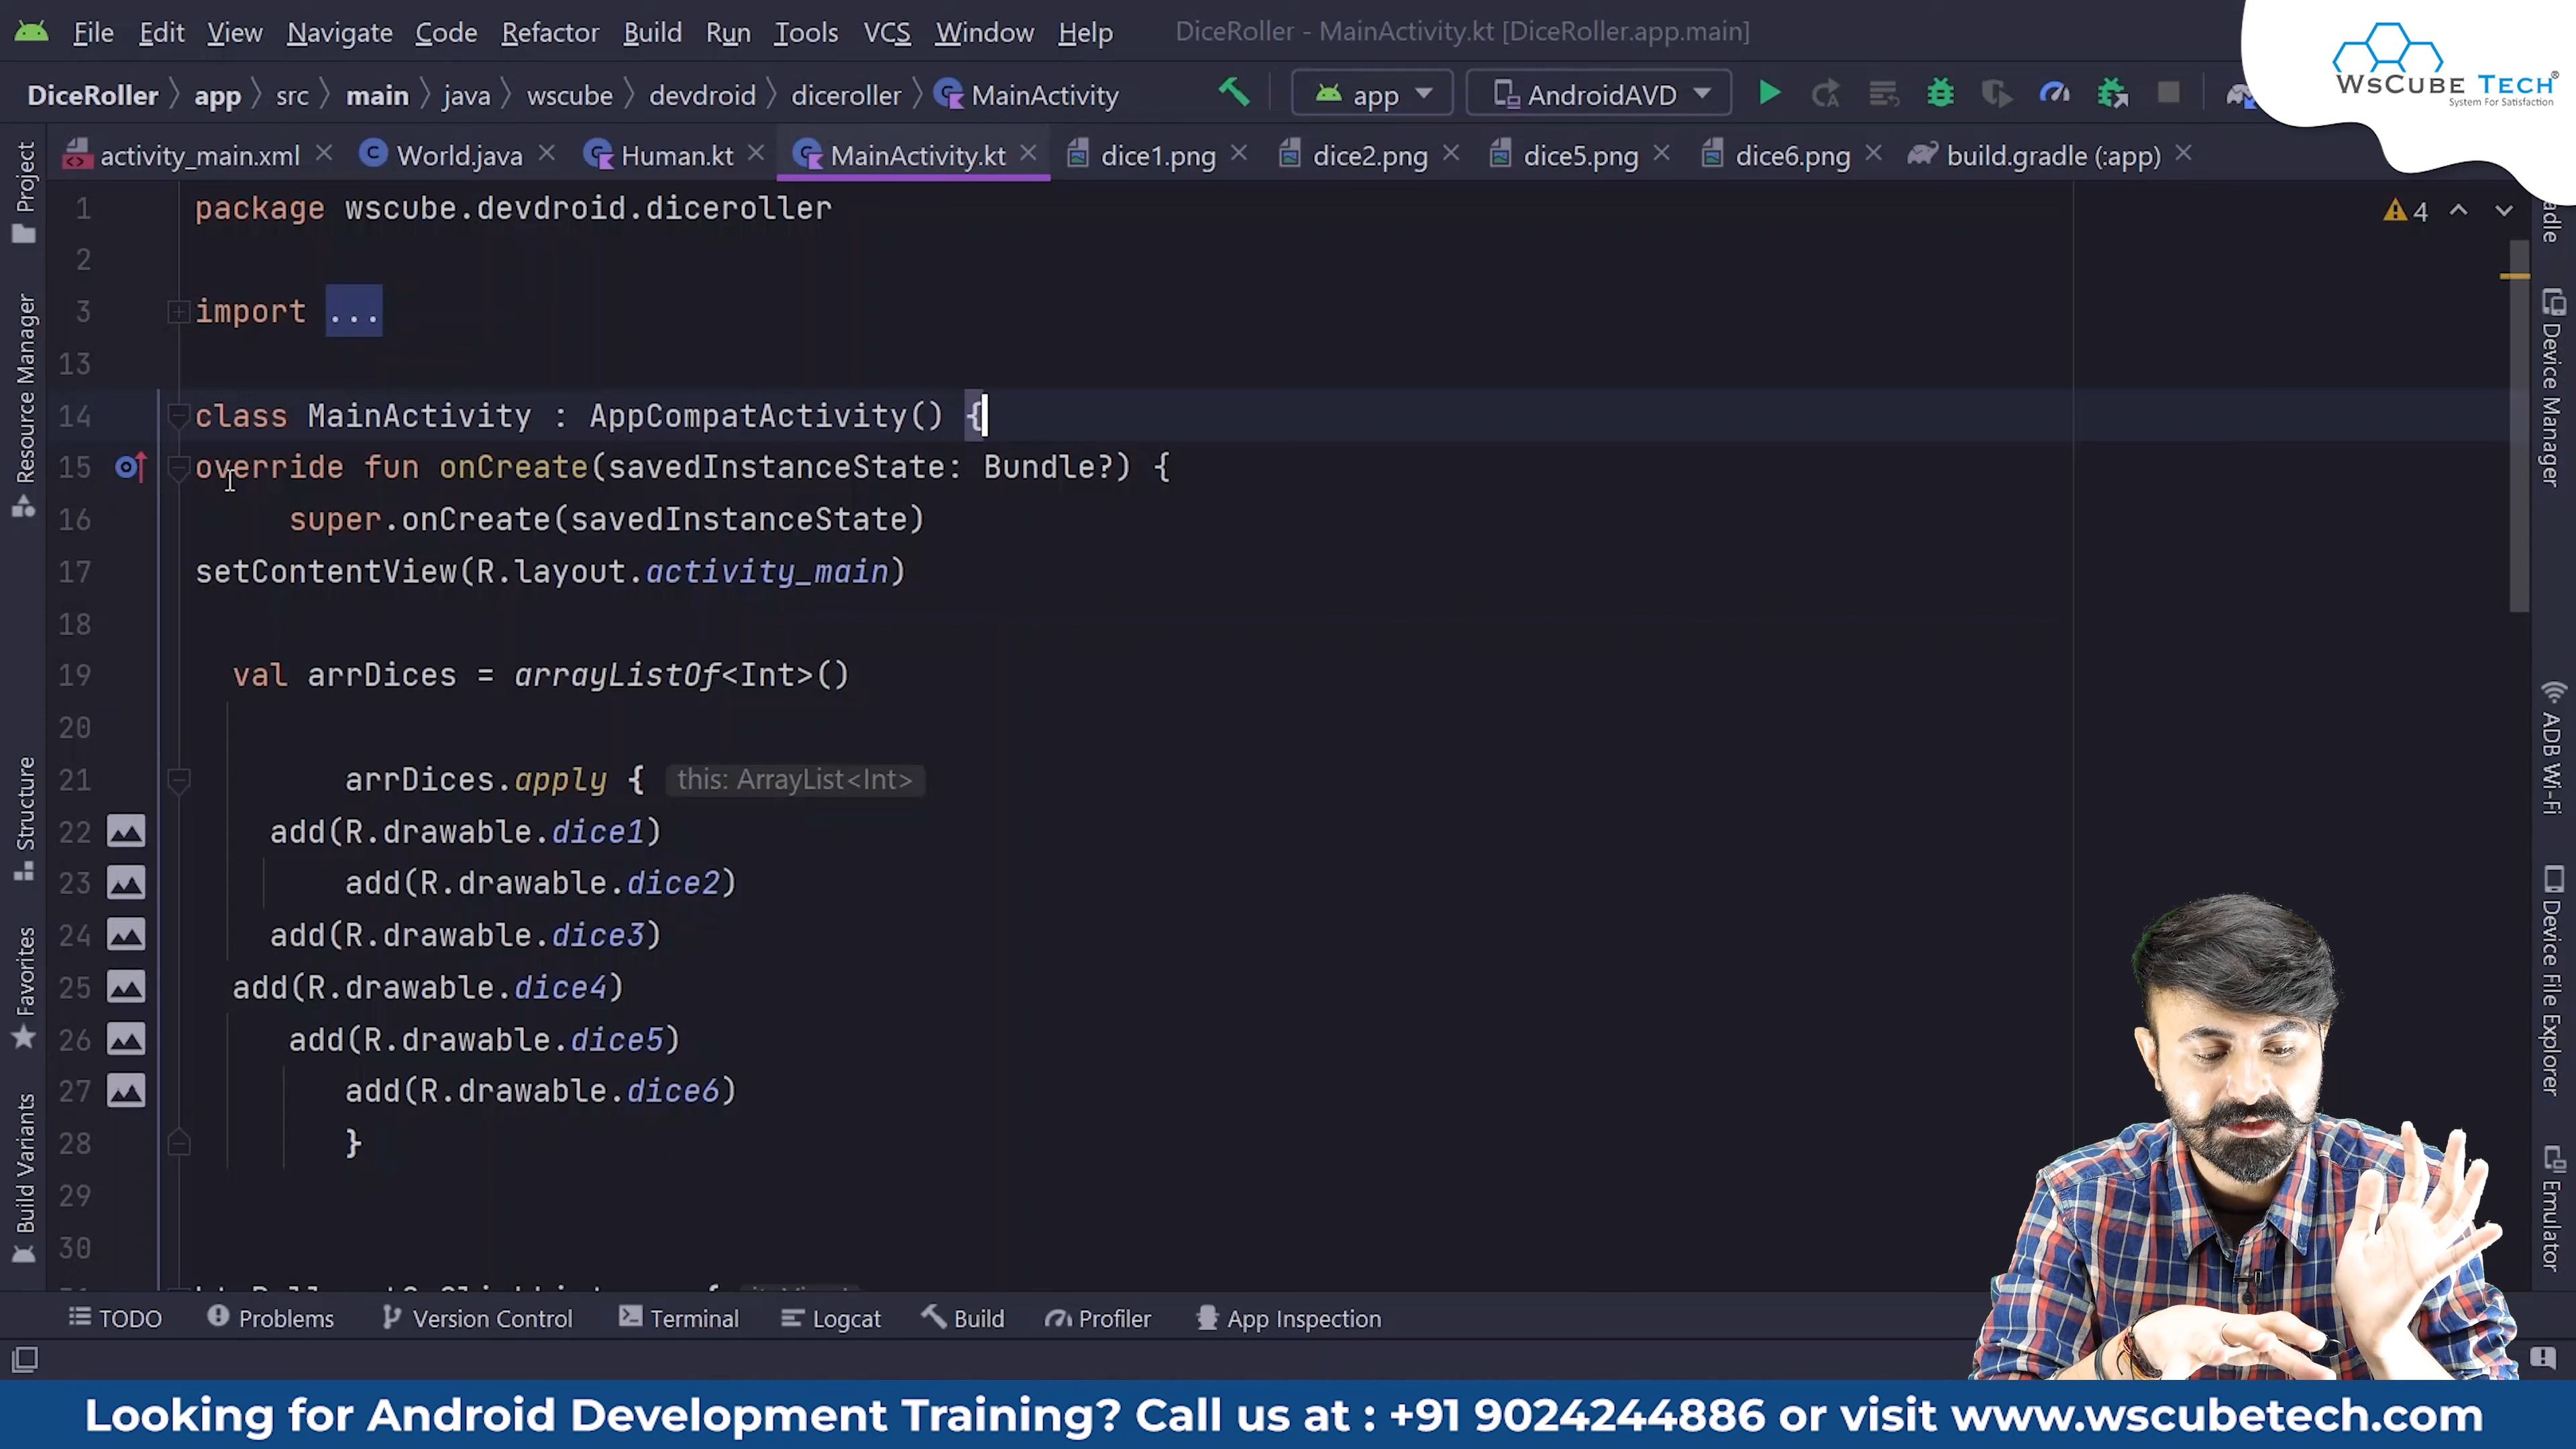 File Edit View Navigate Code Refactor Build Run Tools VCS Window Help DiceRoller - MainActivity.kt [DiceRoller.app.main]
WsCube Tech®
System For Satisfaction
DiceRoller 〉 app 〉 src 〉 main 〉 java 〉 wscube 〉 devdroid 〉 diceroller 〉 MainActivity app AndroidAVD
activity_main.xml World.java Human.kt MainActivity.kt dice1.png dice2.png dice5.png dice6.png build.gradle (:app)
Project
Resource Manager
Structure
Favorites
Build Variants
1 package wscube.devdroid.diceroller
4
2
3 import ...
13
14 class MainActivity : AppCompatActivity() {
15 override fun onCreate(savedInstanceState: Bundle?) {
16 super.onCreate(savedInstanceState)
17 setContentView(R.layout.activity_main)
18
19 val arrDices = arrayListOf<Int>()
20
21 arrDices.apply { this: ArrayList<Int>
22 add(R.drawable.dice1)
23 add(R.drawable.dice2)
24 add(R.drawable.dice3)
25 add(R.drawable.dice4)
26 add(R.drawable.dice5)
27 add(R.drawable.dice6)
28 }
29
30
Device Manager
ADB Wi-Fi
Device File Explorer
Emulator
TODO Problems Version Control Terminal Logcat Build Profiler App Inspection
Looking for Android Development Training? Call us at : +91 9024244886 or visit www.wscubetech.com